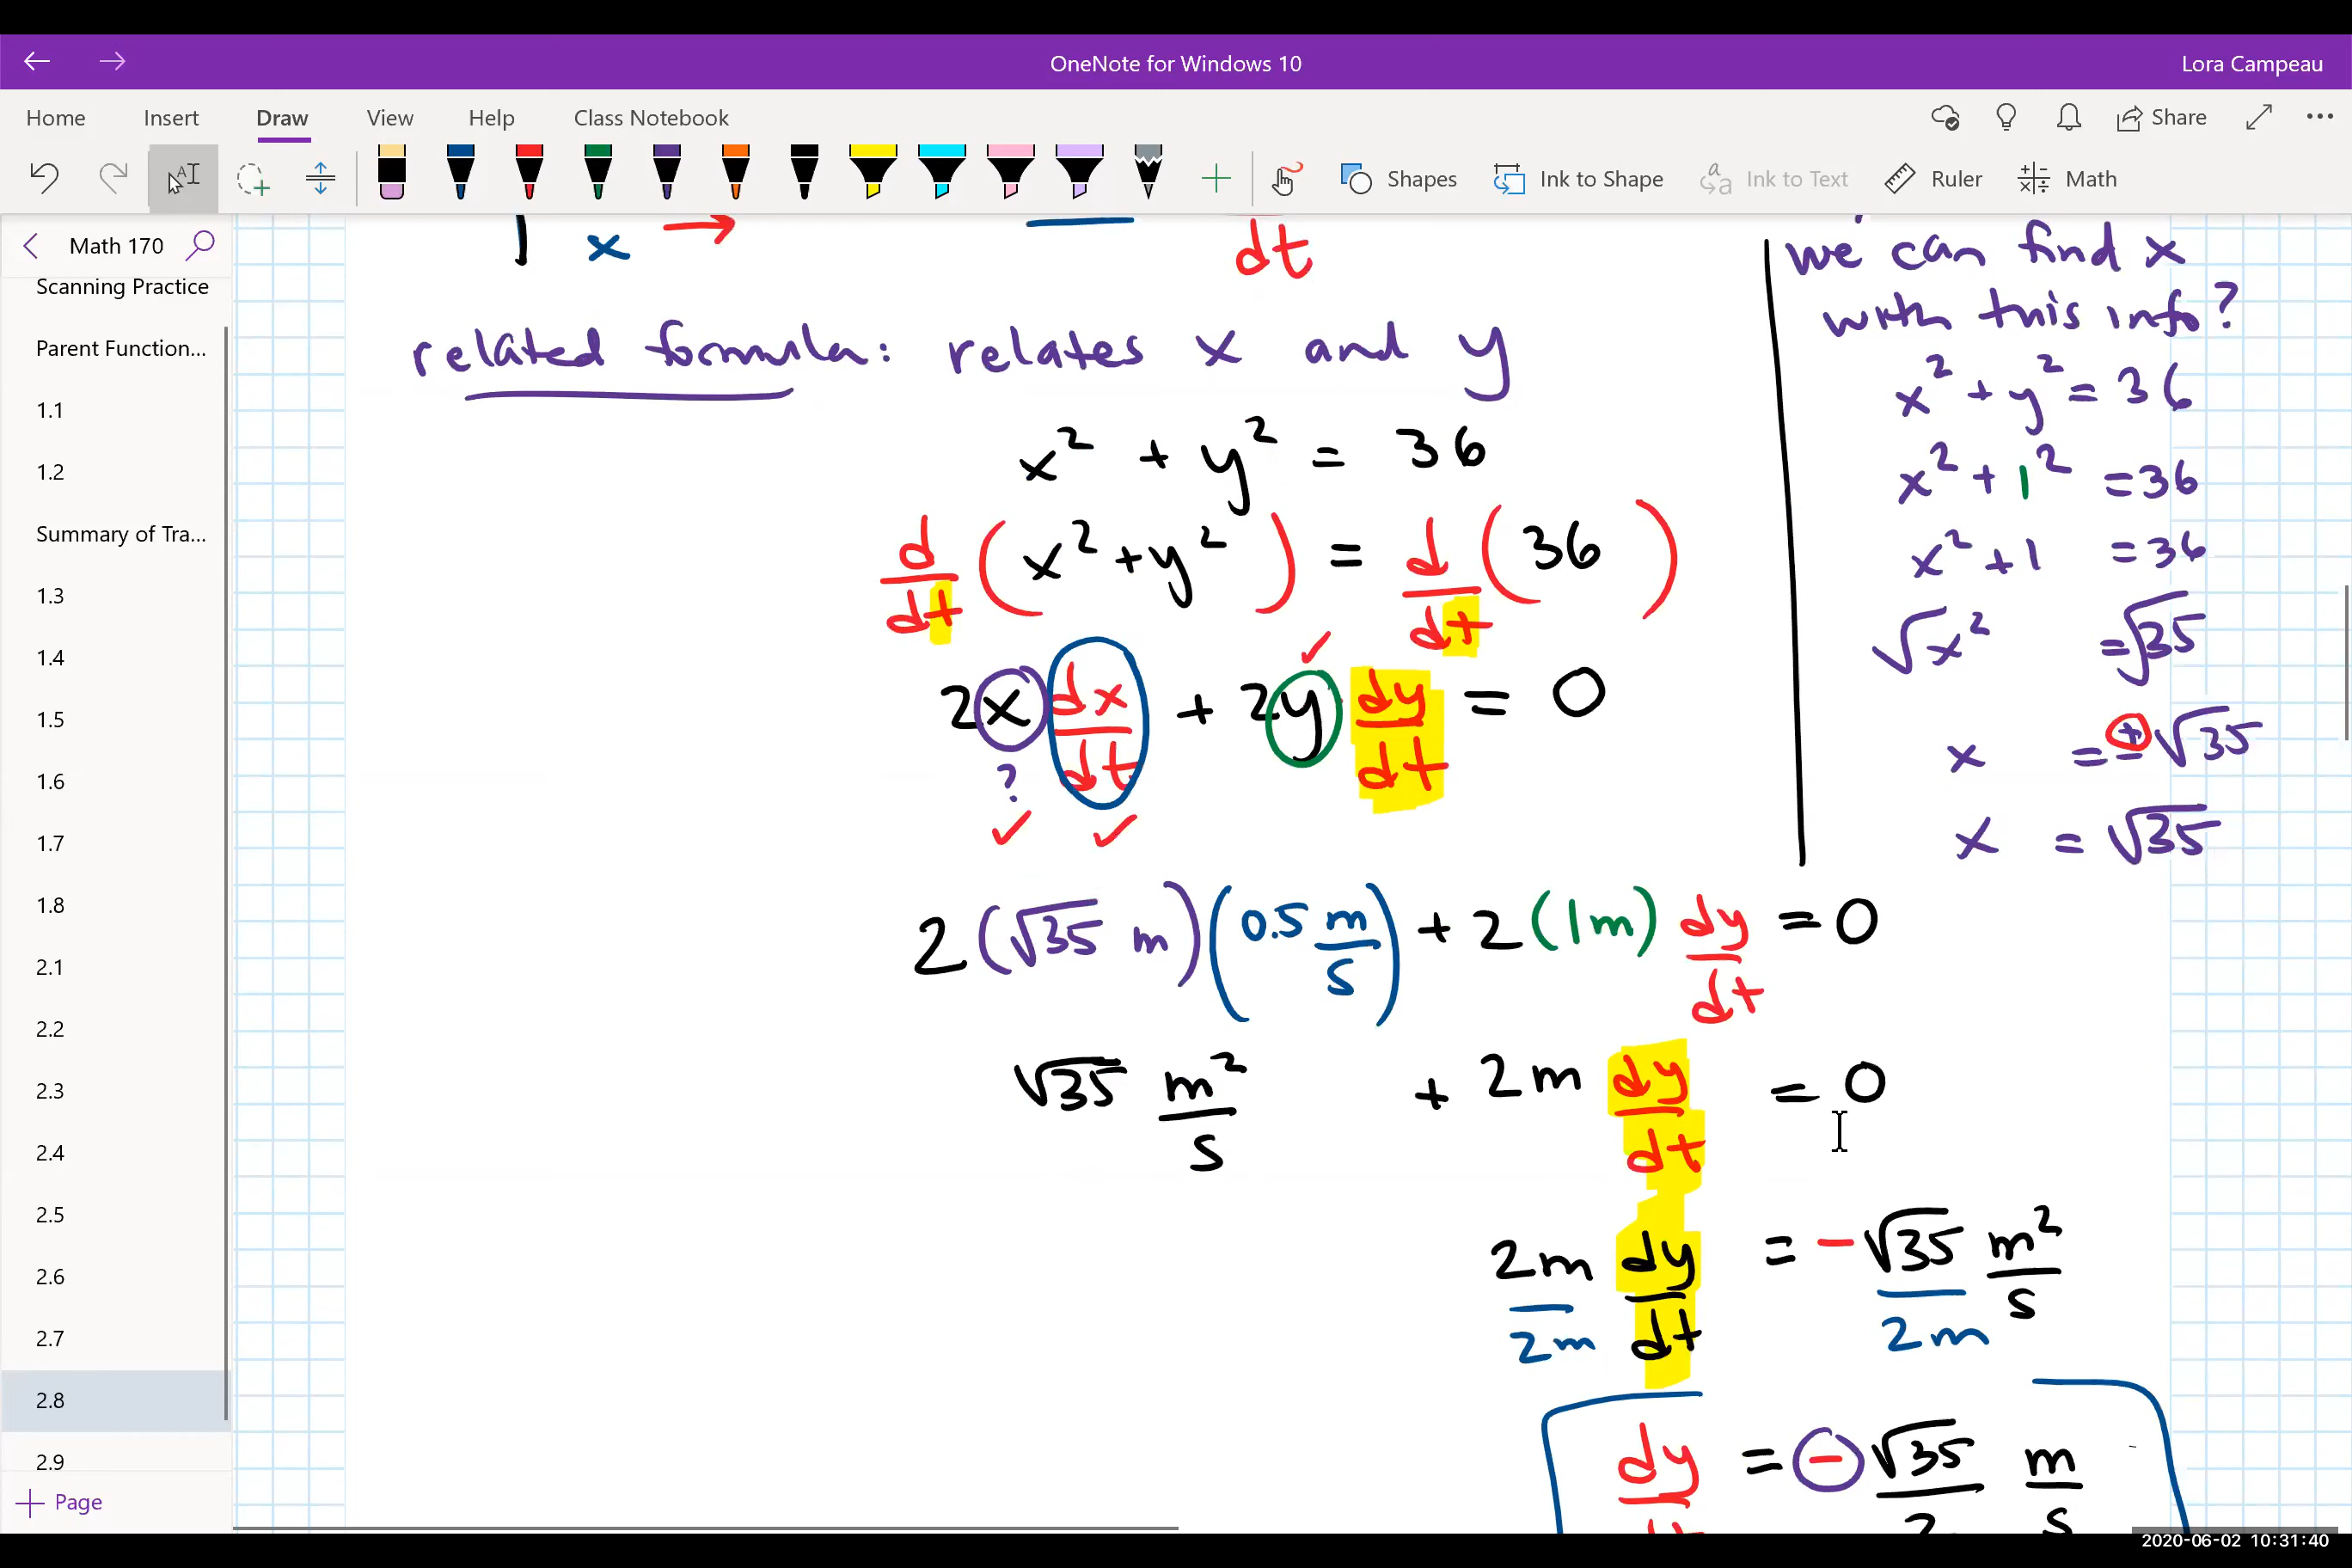 OneNote for Windows 10
Lora Campeau
Home Insert Draw View Help Class Notebook
Share
Shapes Ink to Shape Ink to Text Ruler Math
Math 170
Scanning Practice
Parent Function...
1.1
1.2
Summary of Tra...
1.3
1.4
1.5
1.6
1.7
1.8
2.1
2.2
2.3
2.4
2.5
2.6
2.7
2.8
2.9
+ Page
x → dt
related formula: relates x and y
x² + y² = 36
d/dt (x² + y²) = d/dt (36)
2x dx/dt + 2y dy/dt = 0
?
2 (√35 m) (0.5 m/s) + 2 (1m) dy/dt = 0
√35 m²/s + 2m dy/dt = 0
2m/2m dy/dt = -√35/2m m²/s
dy/dt = -√35/2 m/s
we can find x
with this info?
x² + y² = 36
x² + 1² = 36
x² + 1 = 36
√x² = √35
x = ±√35
x = √35
2020-06-02 10:31:40